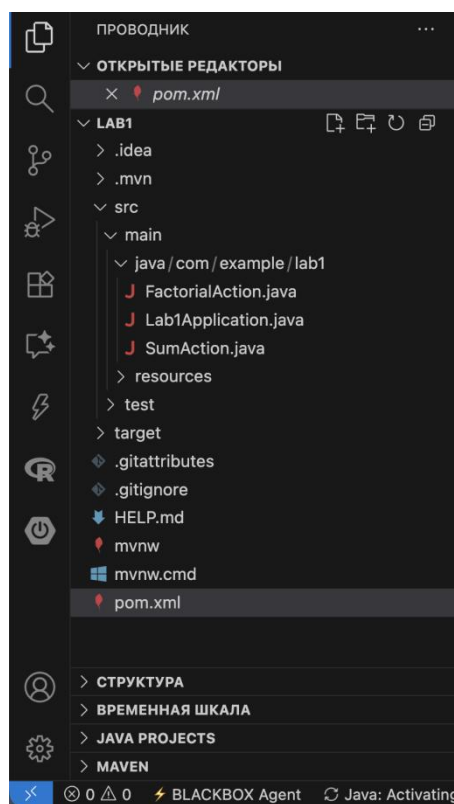 ПРОВОДНИК ...
ОТКРЫТЫЕ РЕДАКТОРЫ
pom.xml
LAB1
.idea
.mvn
src
main
java/com/example/lab1
J FactorialAction.java
J Lab1Application.java
J SumAction.java
resources
test
target
.gitattributes
.gitignore
HELP.md
mvnw
mvnw.cmd
pom.xml
СТРУКТУРА
ВРЕМЕННАЯ ШКАЛА
JAVA PROJECTS
MAVEN
0 0 BLACKBOX Agent Java: Activating